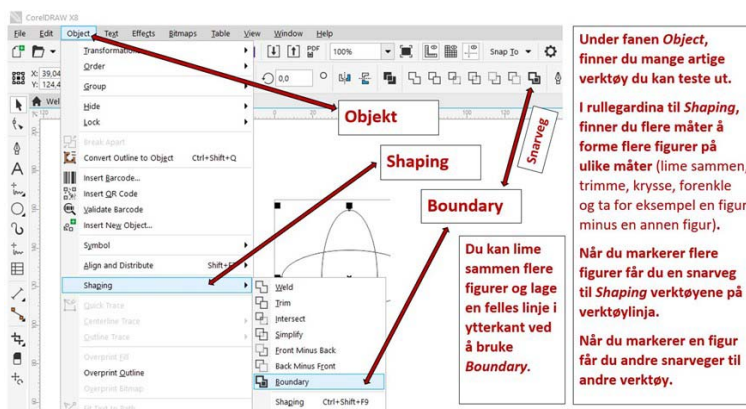 CorelDRAW X8
File Edit Object Text Effects Bitmaps Table View Window Help
100%
Snap To
X: 39,04
Y: 124,4
0,0
Wel
Transformation
Order
Group
Hide
Lock
Break Apart
Convert Outline to Object Ctrl+Shift+Q
Insert Barcode...
Insert QR Code
Validate Barcode
Insert New Object...
Symbol
Align and Distribute
Shaping
Quick Trace
Centerline Trace
Outline Trace
Overprint Fill
Overprint Outline
Overprint Bitmap
Weld
Trim
Intersect
Simplify
Front Minus Back
Back Minus Front
Boundary
Shaping Ctrl+Shift+F9
Objekt
Shaping
Boundary
Snarveg
Du kan lime
sammen flere
figurer og lage
en felles linje i
ytterkant ved
å bruke
Boundary.
Under fanen Object,
finner du mange artige
verktøy du kan teste ut.
I rullegardina til Shaping,
finner du flere måter å
forme flere figurer på
ulike måter (lime sammen,
trimme, krysse, forenkle
og ta for eksempel en figur
minus en annen figur).
Når du markerer flere
figurer får du en snarveg
til Shaping verktøyene på
verktøylinja.
Når du markerer en figur
får du andre snarveger til
andre verktøy.